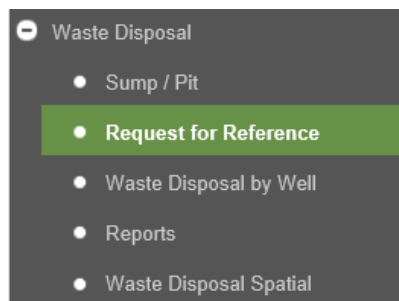 Waste Disposal
Sump / Pit
Request for Reference
Waste Disposal by Well
Reports
Waste Disposal Spatial